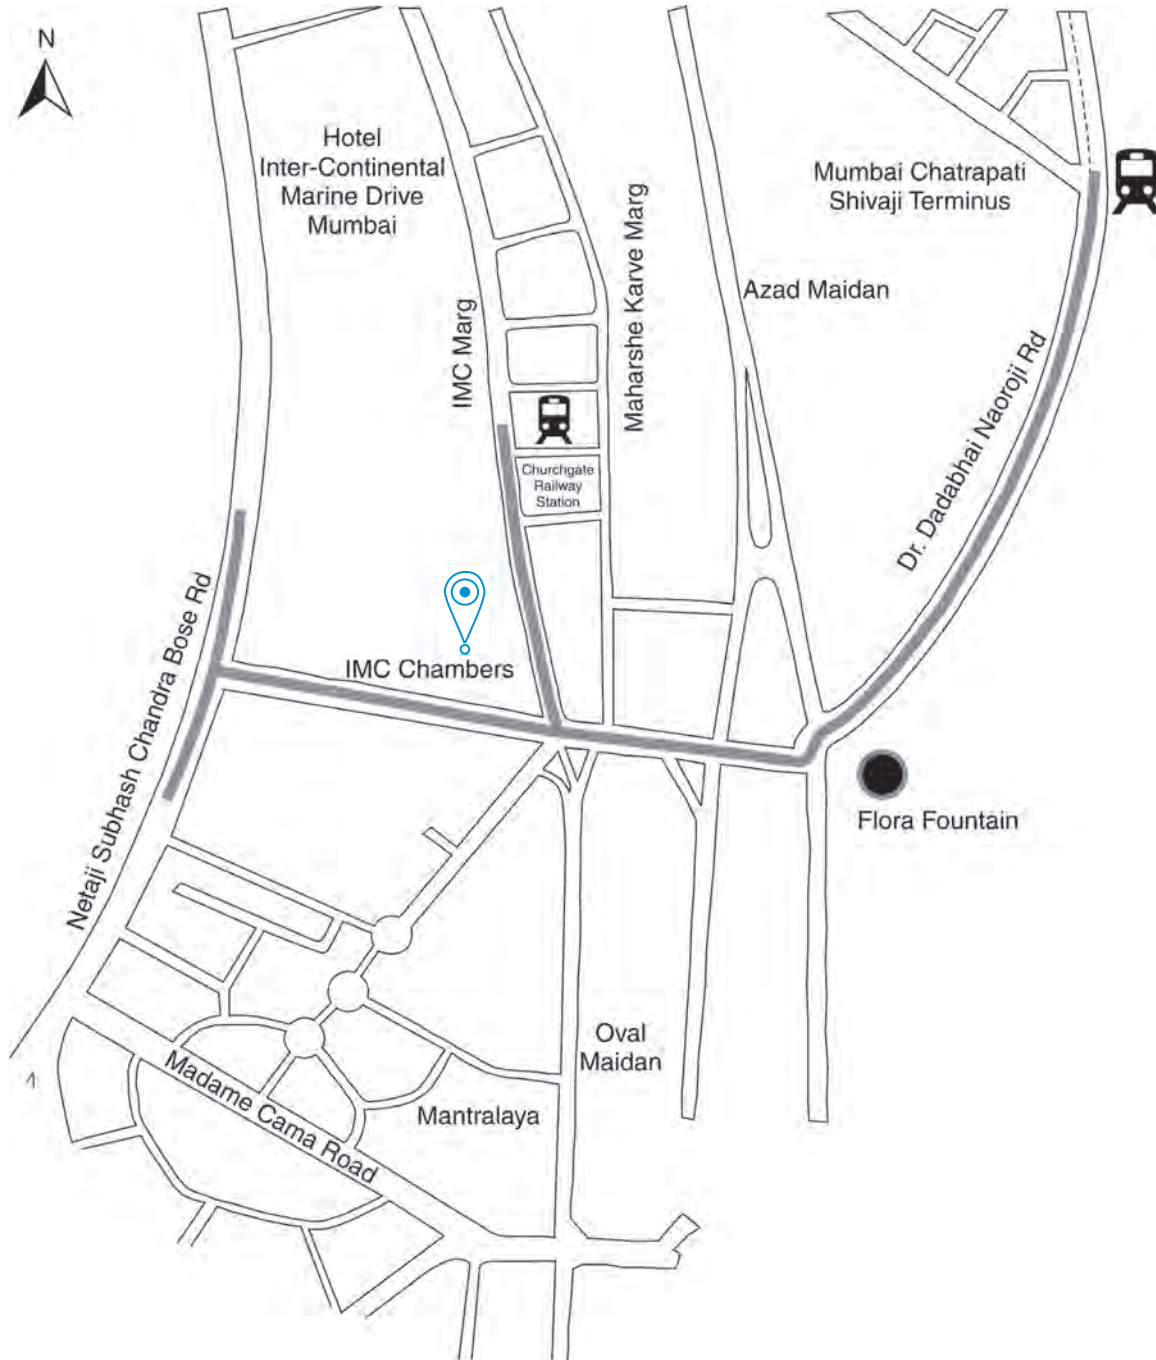 N
Hotel
Inter-Continental
Marine Drive
Mumbai
Mumbai Chatrapati
Shivaji Terminus
Azad Maidan
IMC Marg
Maharshe Karve Marg
Dr. Dadabhai Naoroji Rd
Churchgate
Railway
Station
Netaji Subhash Chandra Bose Rd
IMC Chambers
Flora Fountain
Oval
Maidan
Madame Cama Road
Mantralaya